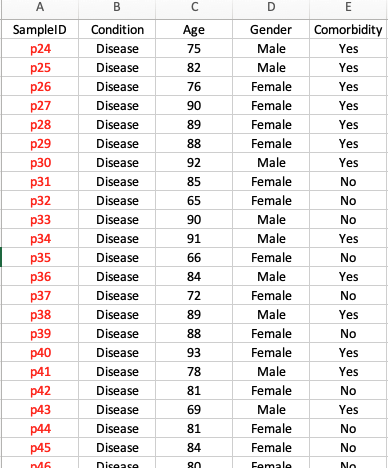 A B C D E
SampleID Condition Age Gender Comorbidity
p24 Disease 75 Male Yes
p25 Disease 82 Male Yes
p26 Disease 76 Female Yes
p27 Disease 90 Female Yes
p28 Disease 89 Female Yes
p29 Disease 88 Female Yes
p30 Disease 92 Male Yes
p31 Disease 85 Female No
p32 Disease 65 Female No
p33 Disease 90 Male No
p34 Disease 91 Male Yes
p35 Disease 66 Female No
p36 Disease 84 Male Yes
p37 Disease 72 Female No
p38 Disease 89 Male Yes
p39 Disease 88 Female No
p40 Disease 93 Female Yes
p41 Disease 78 Male Yes
p42 Disease 81 Female No
p43 Disease 69 Male Yes
p44 Disease 81 Female No
p45 Disease 84 Female No
p46 Disease 80 Female No